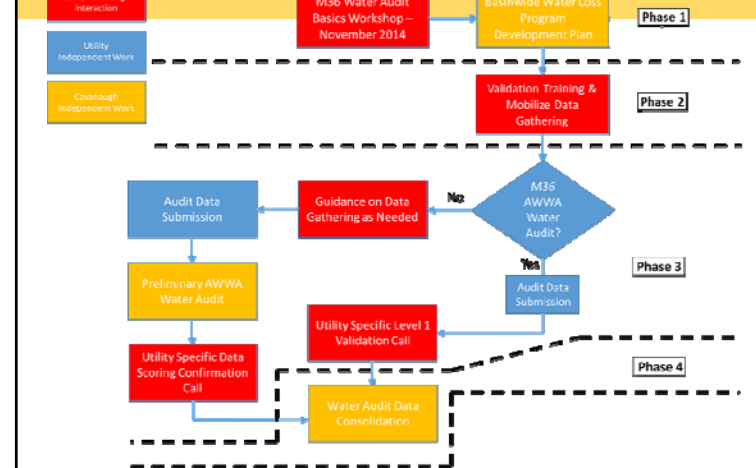 Interaction
M36 Water Audit
Basics Workshop –
November 2014
Basinwide Water Loss
Program
Development Plan
Phase 1
Utility
Independent Work
Cavanaugh
Independent Work
Validation Training &
Mobilize Data
Gathering
Phase 2
M36
AWWA
Water
Audit?
No
Guidance on Data
Gathering as Needed
Audit Data
Submission
Yes
Audit Data
Submission
Phase 3
Preliminary AWWA
Water Audit
Utility Specific Level 1
Validation Call
Utility Specific Data
Scoring Confirmation
Call
Phase 4
Water Audit Data
Consolidation